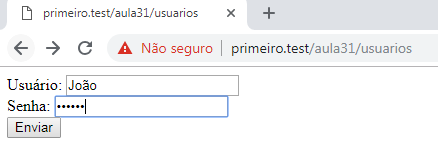 primeiro.test/aula31/usuarios
Não seguro | primeiro.test/aula31/usuarios
Usuário: João
Senha: ••••••
Enviar